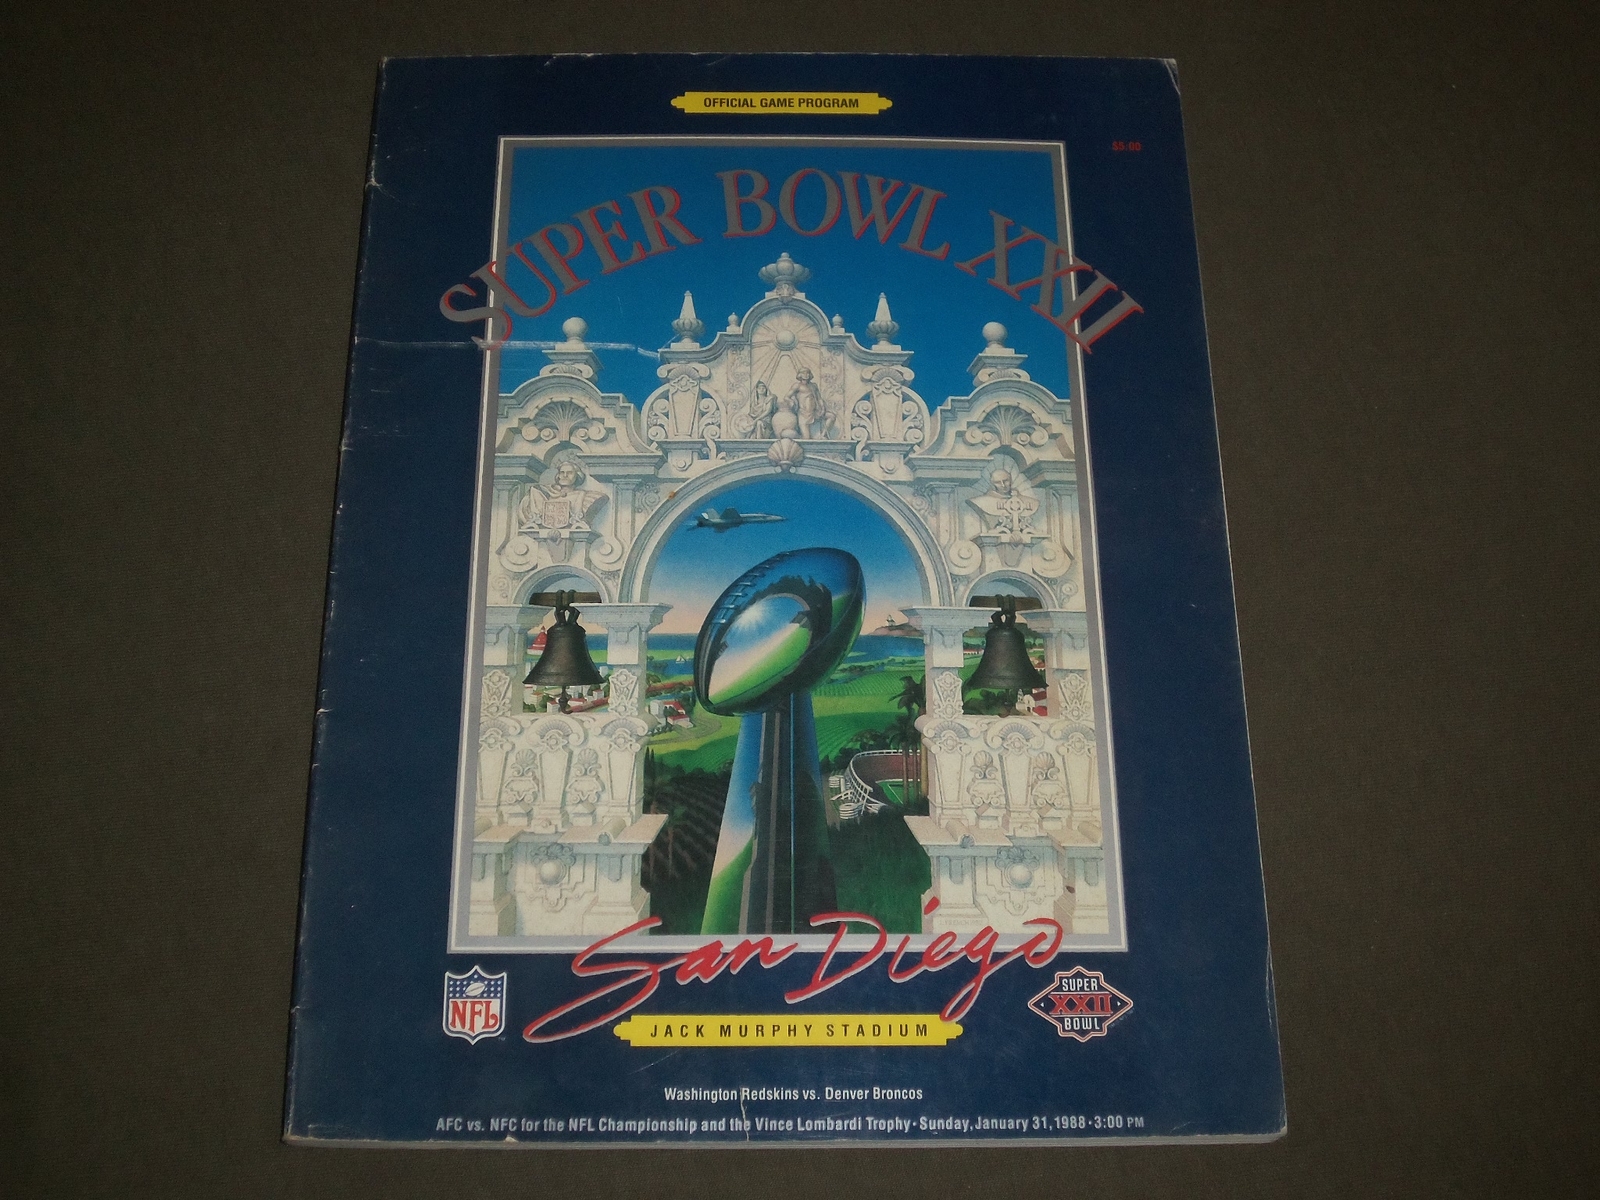 OFFICIAL GAME PROGRAM
$5.00
SUPER BOWL XXII
San Diego
NFL
JACK MURPHY STADIUM
SUPER
XXII
BOWL
Washington Redskins vs. Denver Broncos
AFC vs. NFC for the NFL Championship and the Vince Lombardi Trophy • Sunday, January 31, 1988 • 3:00 PM